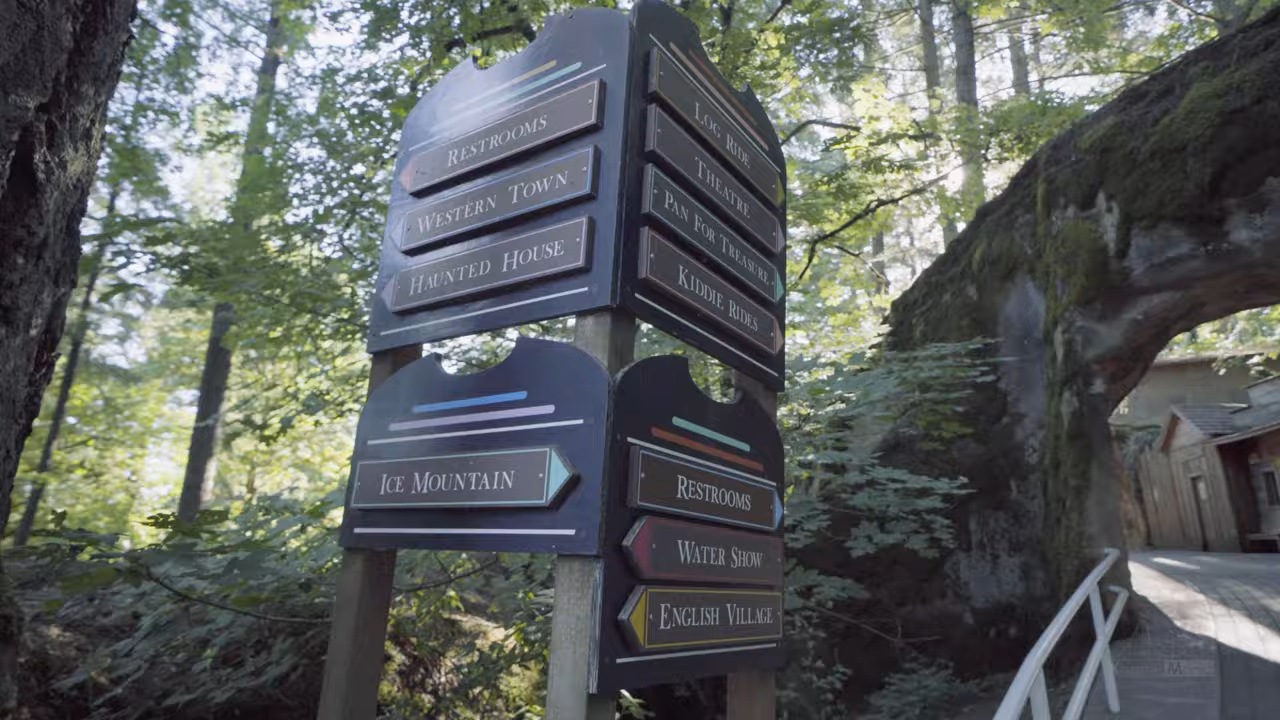 RESTROOMS
WESTERN TOWN
HAUNTED HOUSE
LOG RIDE
THEATRE
PAN FOR TREASURE
KIDDIE RIDES
ICE MOUNTAIN
RESTROOMS
WATER SHOW
ENGLISH VILLAGE